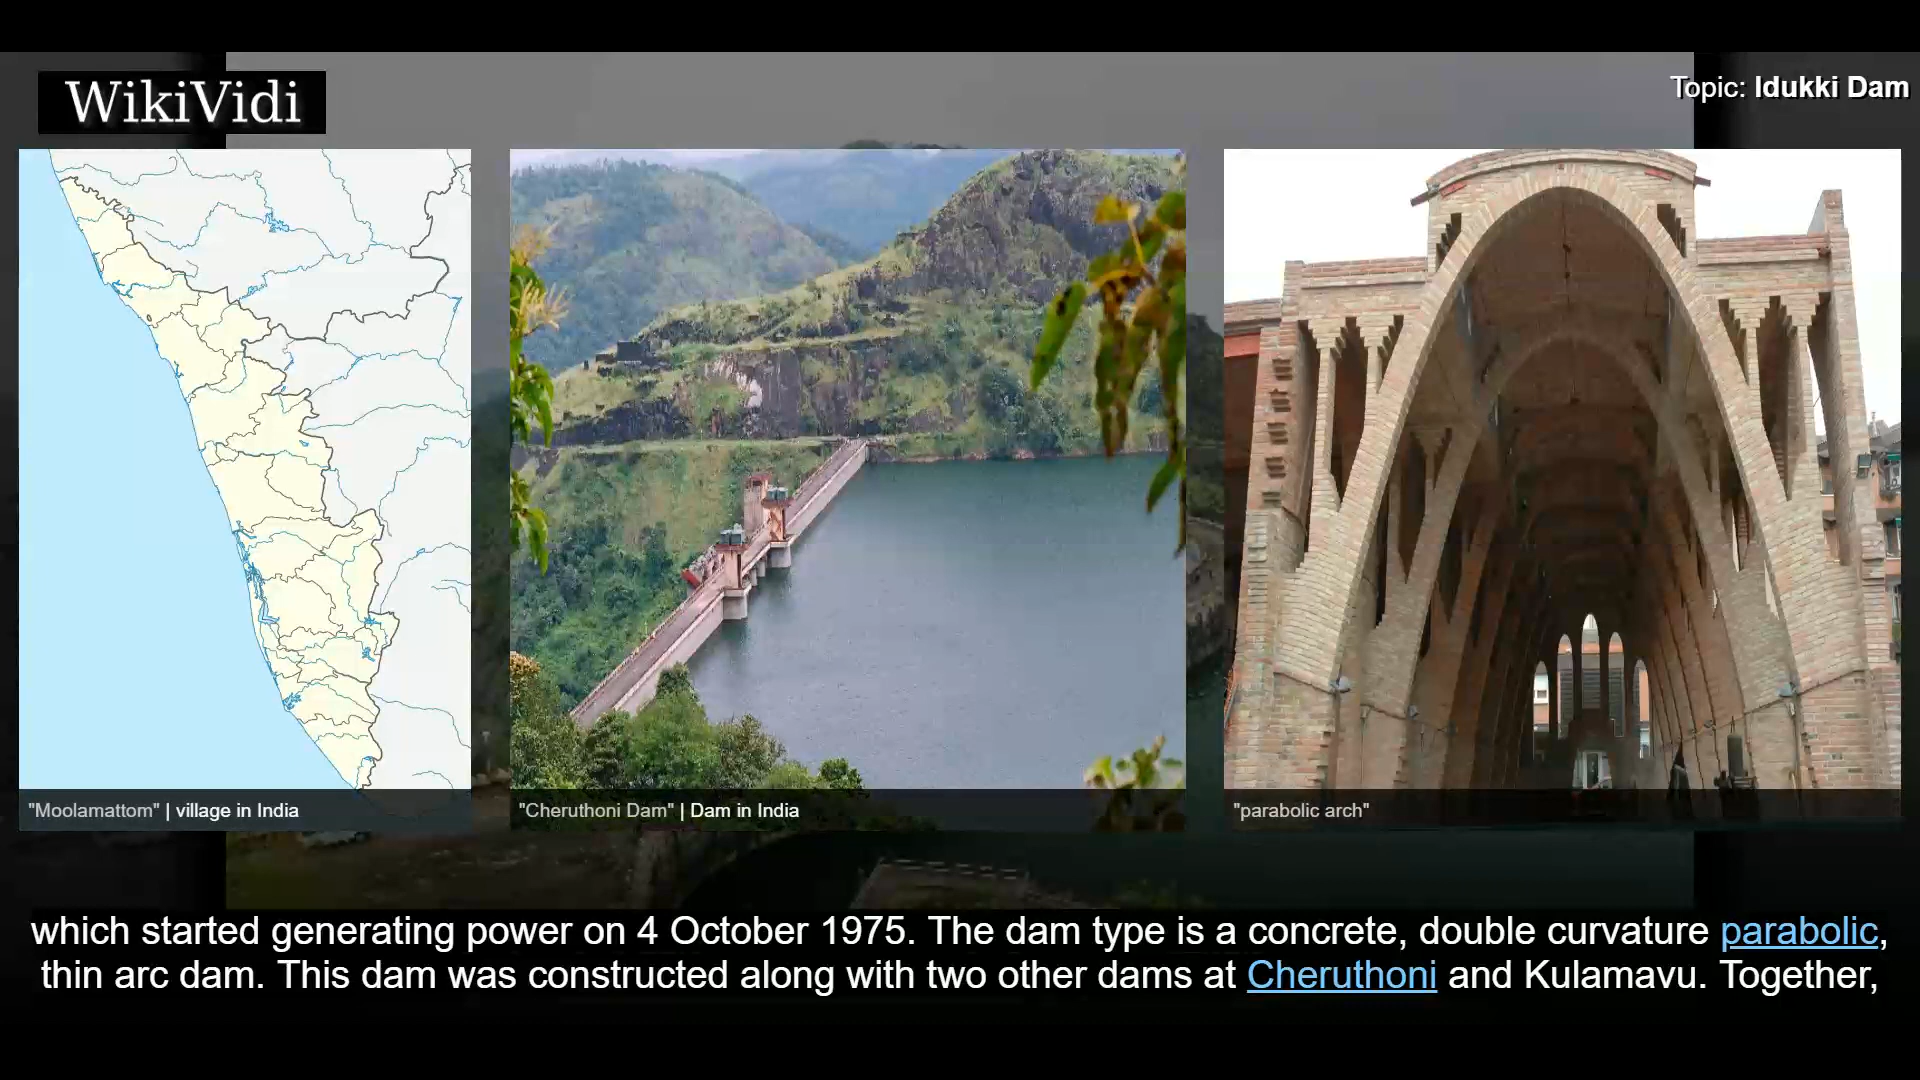 WikiVidi
Topic: Idukki Dam
"Moolamattom" | village in India
"Cheruthoni Dam" | Dam in India
"parabolic arch"
which started generating power on 4 October 1975. The dam type is a concrete, double curvature parabolic,
thin arc dam. This dam was constructed along with two other dams at Cheruthoni and Kulamavu. Together,